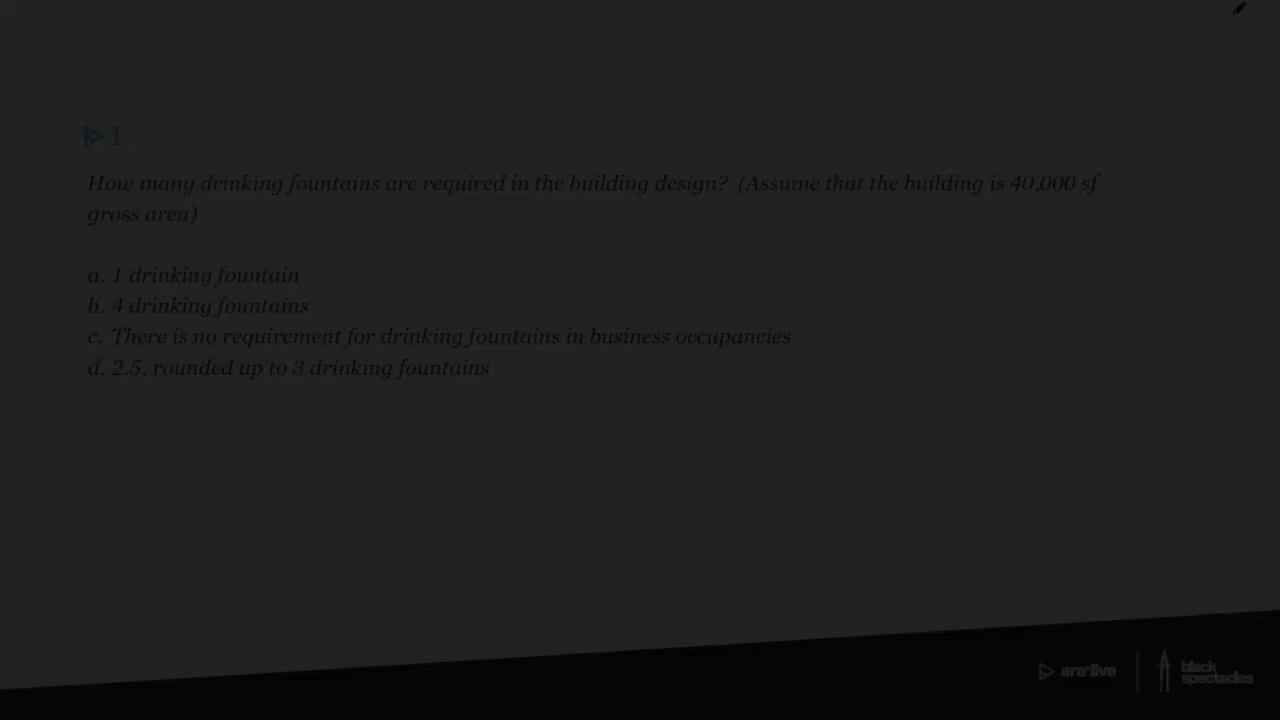 1
How many drinking fountains are required in the building design? (Assume that the building is 40,000 sf
gross area)
a. 1 drinking fountain
b. 4 drinking fountains
c. There is no requirement for drinking fountains in business occupancies
d. 2.5, rounded up to 3 drinking fountains
are live
black
spectacles